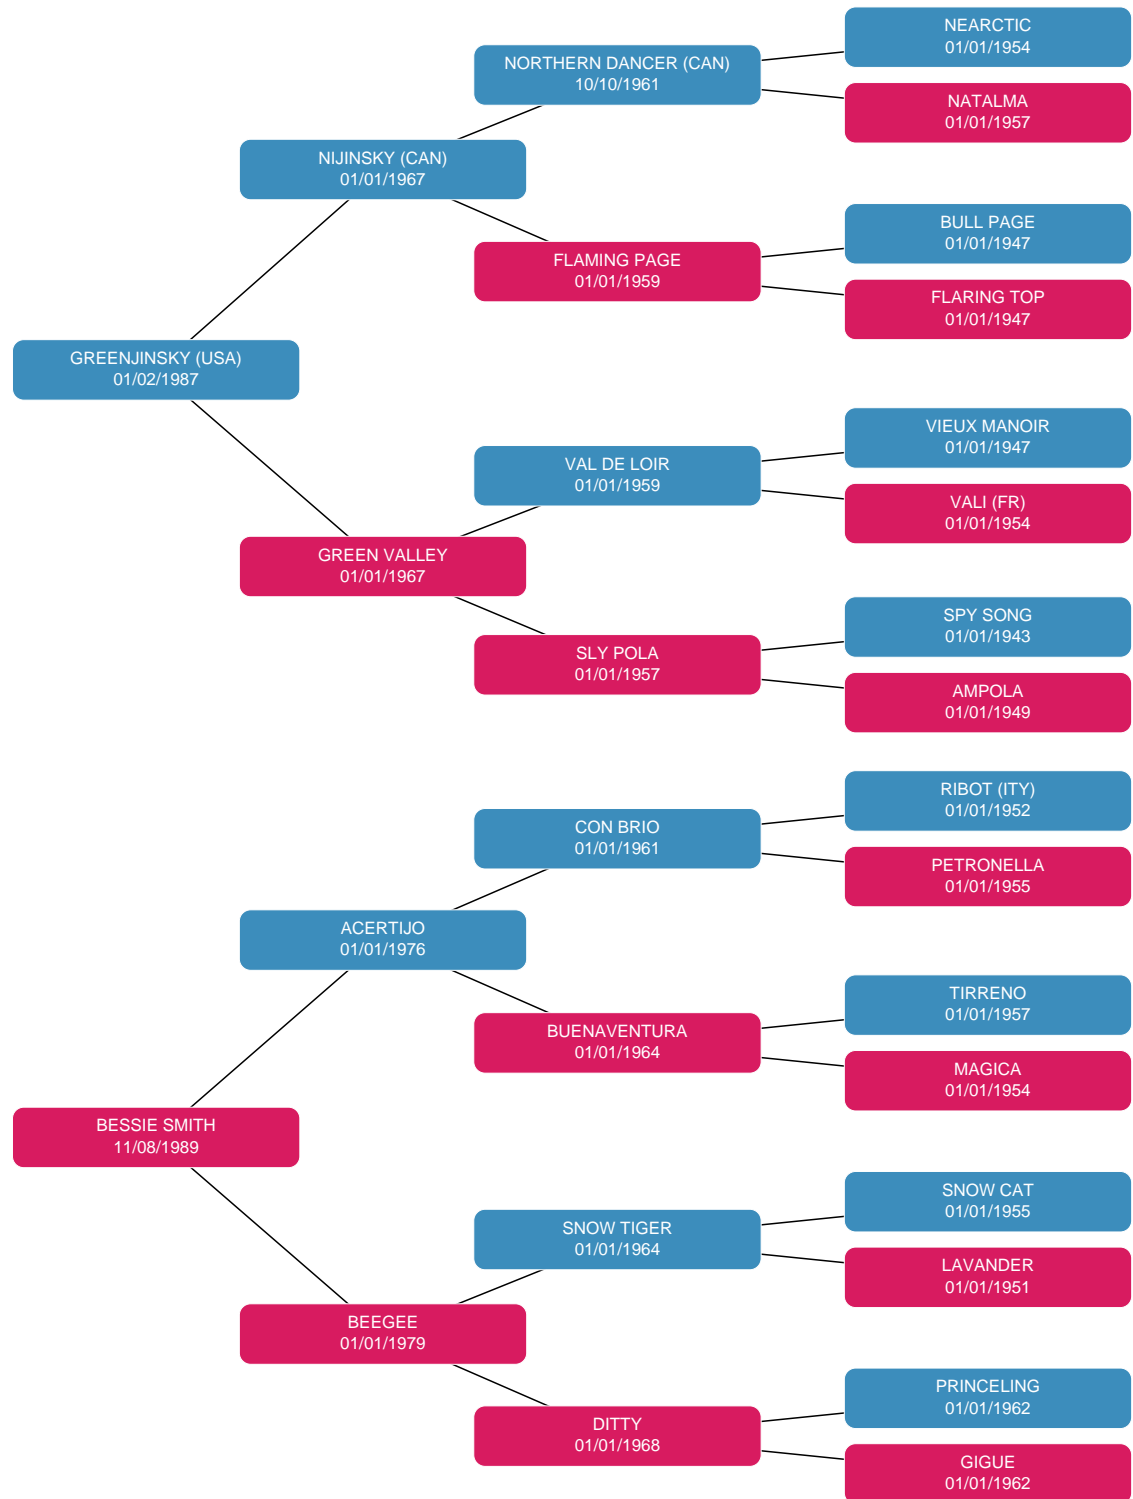 NEARCTIC
01/01/1954
NORTHERN DANCER (CAN)
10/10/1961
NATALMA
01/01/1957
NIJINSKY (CAN)
01/01/1967
BULL PAGE
01/01/1947
FLAMING PAGE
01/01/1959
FLARING TOP
01/01/1947
GREENJINSKY (USA)
01/02/1987
VIEUX MANOIR
01/01/1947
VAL DE LOIR
01/01/1959
VALI (FR)
01/01/1954
GREEN VALLEY
01/01/1967
SPY SONG
01/01/1943
SLY POLA
01/01/1957
AMPOLA
01/01/1949
RIBOT (ITY)
01/01/1952
CON BRIO
01/01/1961
PETRONELLA
01/01/1955
ACERTIJO
01/01/1976
TIRRENO
01/01/1957
BUENAVENTURA
01/01/1964
MAGICA
01/01/1954
BESSIE SMITH
11/08/1989
SNOW CAT
01/01/1955
SNOW TIGER
01/01/1964
LAVANDER
01/01/1951
BEEGEE
01/01/1979
PRINCELING
01/01/1962
DITTY
01/01/1968
GIGUE
01/01/1962